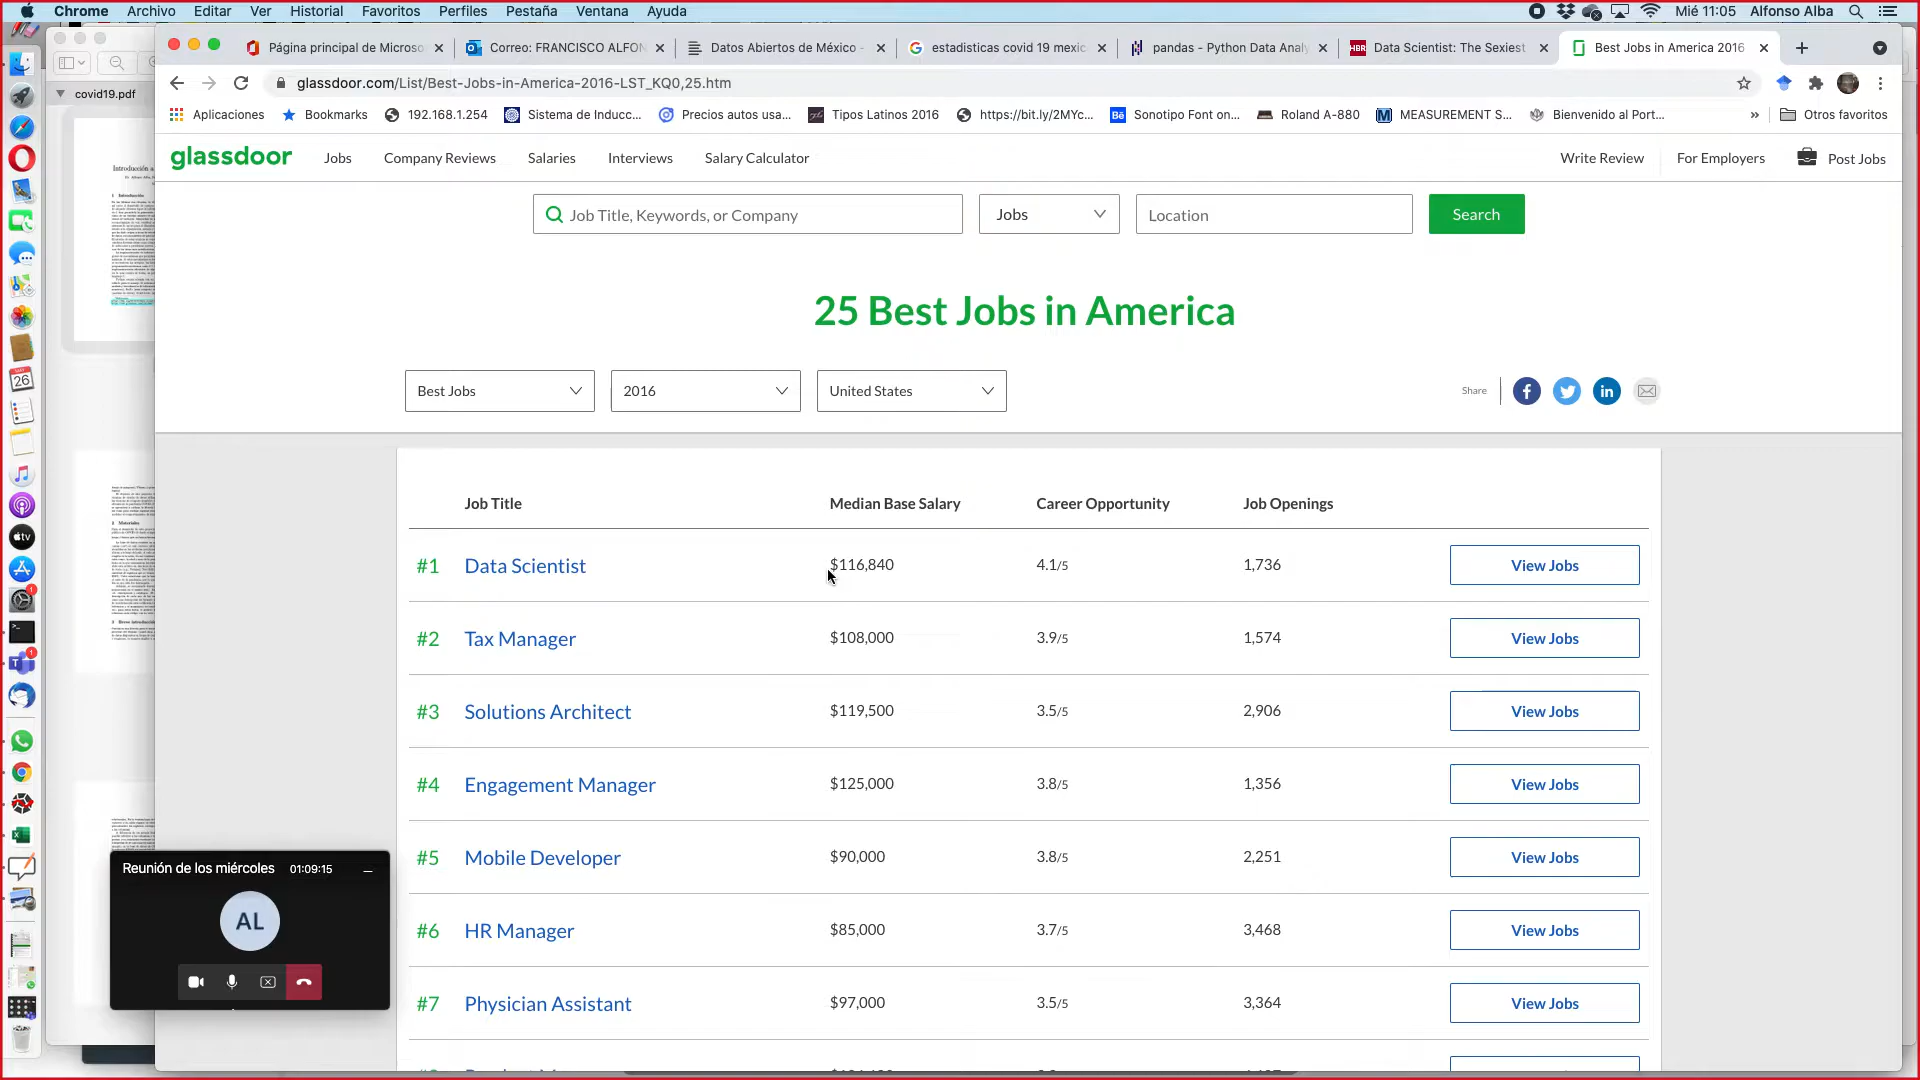 Chrome Archivo Editar Ver Historial Favoritos Perfiles Pestaña Ventana Ayuda Mié 11:05 Alfonso Alba
Página principal de Microso Correo: FRANCISCO ALFON Datos Abiertos de México - estadisticas covid 19 mexic pandas - Python Data Anal Data Scientist: The Sexiest Best Jobs in America 2016
glassdoor.com/List/Best-Jobs-in-America-2016-LST_KQ0,25.htm
covid19.pdf
Aplicaciones Bookmarks 192.168.1.254 Sistema de Inducc... Precios autos usa... Tipos Latinos 2016 https://bit.ly/2MYc... Sonotipo Font on... Roland A-880 MEASUREMENT S... Bienvenido al Port... » Otros favoritos
glassdoor Jobs Company Reviews Salaries Interviews Salary Calculator Write Review For Employers Post Jobs
Job Title, Keywords, or Company Jobs Location Search
25 Best Jobs in America
Best Jobs 2016 United States Share
Job Title Median Base Salary Career Opportunity Job Openings
#1 Data Scientist $116,840 4.1/5 1,736 View Jobs
#2 Tax Manager $108,000 3.9/5 1,574 View Jobs
#3 Solutions Architect $119,500 3.5/5 2,906 View Jobs
#4 Engagement Manager $125,000 3.8/5 1,356 View Jobs
#5 Mobile Developer $90,000 3.8/5 2,251 View Jobs
#6 HR Manager $85,000 3.7/5 3,468 View Jobs
#7 Physician Assistant $97,000 3.5/5 3,364 View Jobs
Reunión de los miércoles 01:09:15
AL